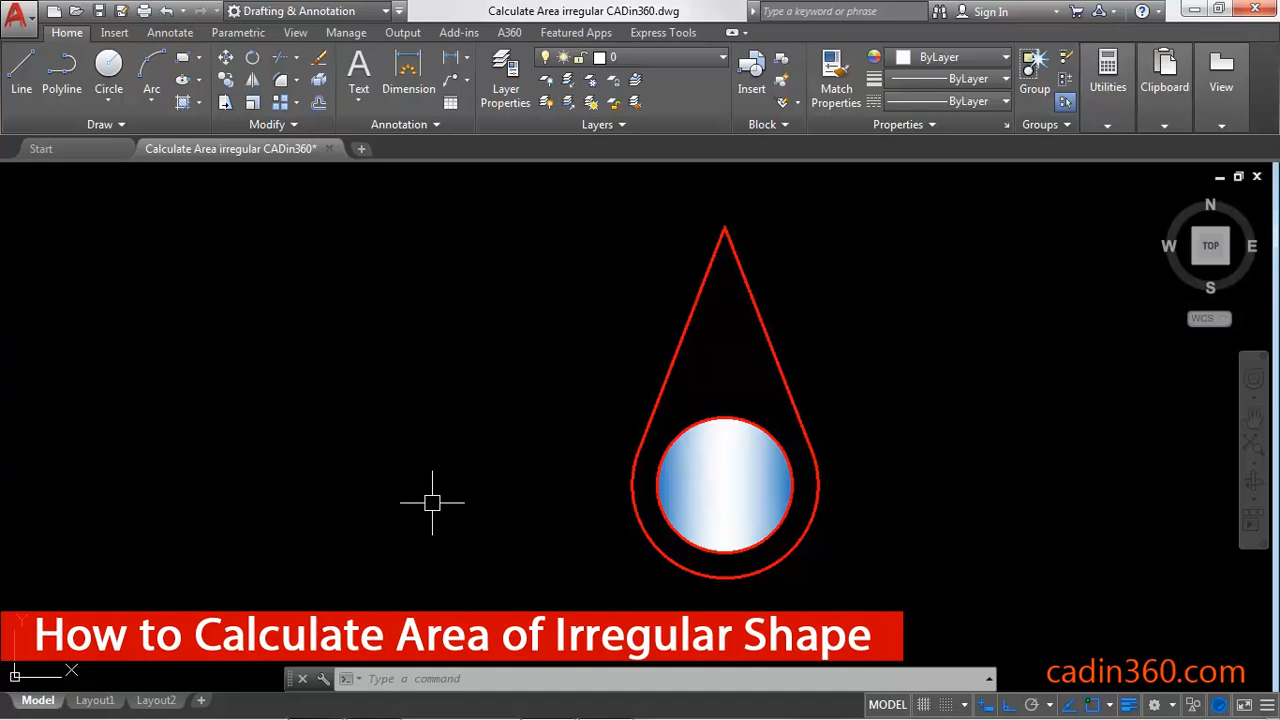 Drafting & Annotation
Calculate Area irregular CADin360.dwg
Type a keyword or phrase
Sign In
Home Insert Annotate Parametric View Manage Output Add-ins A360 Featured Apps Express Tools
Line Polyline Circle Arc
Draw
Modify
Text Dimension
Annotation
Layer Properties
0
Layers
Insert
Block
Match Properties
ByLayer
ByLayer
ByLayer
Properties
Group
Groups
Utilities
Clipboard
View
Start
Calculate Area irregular CADin360*
N
W TOP E
S
WCS
How to Calculate Area of Irregular Shape
Y
X
Type a command
cadin360.com
Model Layout1 Layout2
MODEL